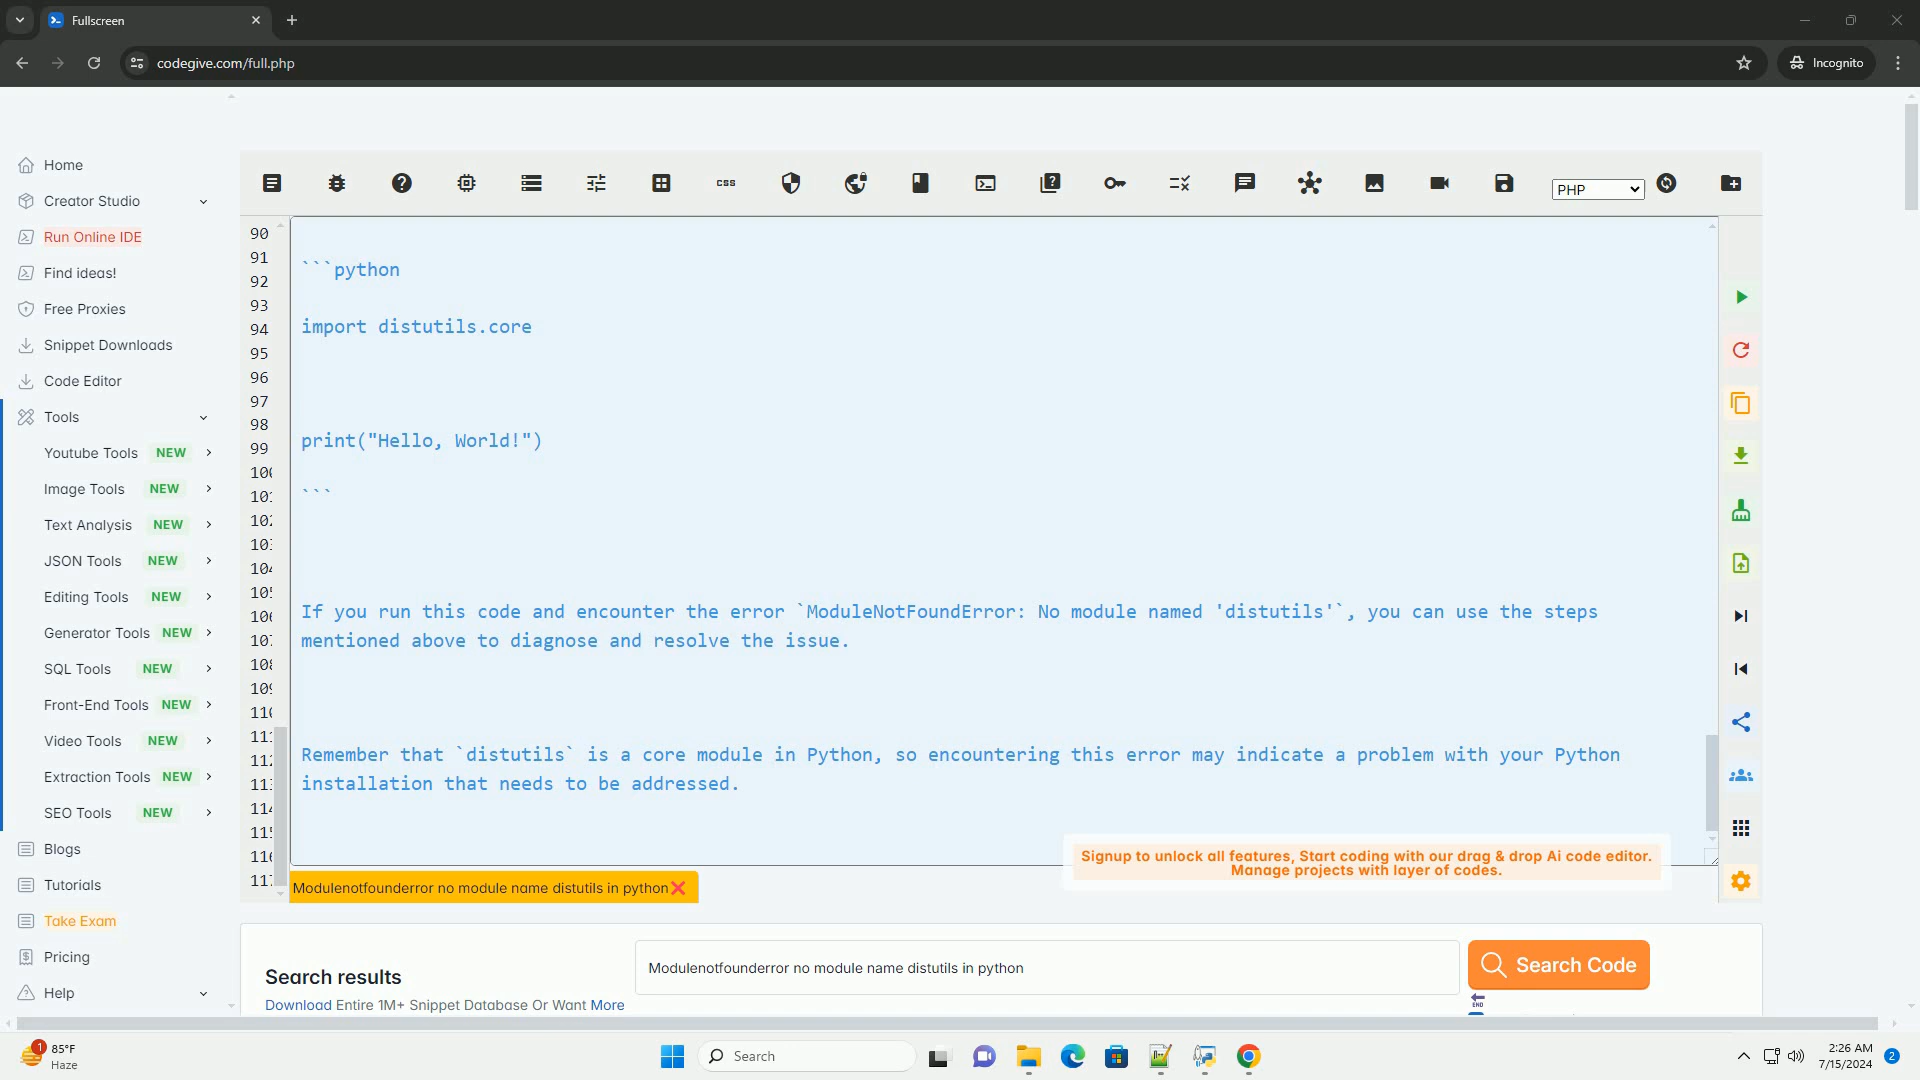 Fullscreen
codegive.com/full.php
Incognito
Home
Creator Studio
Run Online IDE
Find ideas!
Free Proxies
Snippet Downloads
Code Editor
Tools
Youtube Tools NEW
Image Tools NEW
Text Analysis NEW
JSON Tools NEW
Editing Tools NEW
Generator Tools NEW
SQL Tools NEW
Front-End Tools NEW
Video Tools NEW
Extraction Tools NEW
SEO Tools NEW
Blogs
Tutorials
Take Exam
Pricing
Help
css
PHP
90
91
92
93
94
95
96
97
98
99
```python
import distutils.core
print("Hello, World!")
```
If you run this code and encounter the error `ModuleNotFoundError: No module named 'distutils'`, you can use the steps
mentioned above to diagnose and resolve the issue.
Remember that `distutils` is a core module in Python, so encountering this error may indicate a problem with your Python
installation that needs to be addressed.
Signup to unlock all features, Start coding with our drag & drop Ai code editor.
Manage projects with layer of codes.
Modulenotfounderror no module name distutils in python
Search results
Download Entire 1M+ Snippet Database Or Want More
Modulenotfounderror no module name distutils in python
Search Code
END
1
85°F
Haze
Search
2:26 AM
7/15/2024
2